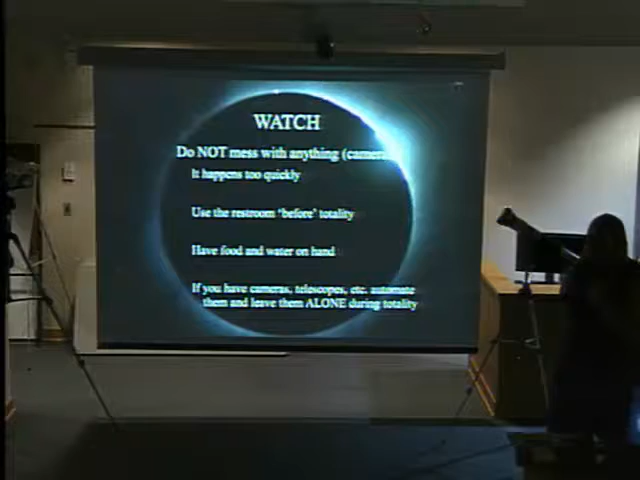 WATCH
Do NOT mess with anything (camer
It happens too quickly
Use the restroom 'before' totality
Have food and water on hand
If you have cameras, telescopes, etc. automate
them and leave them ALONE during totality